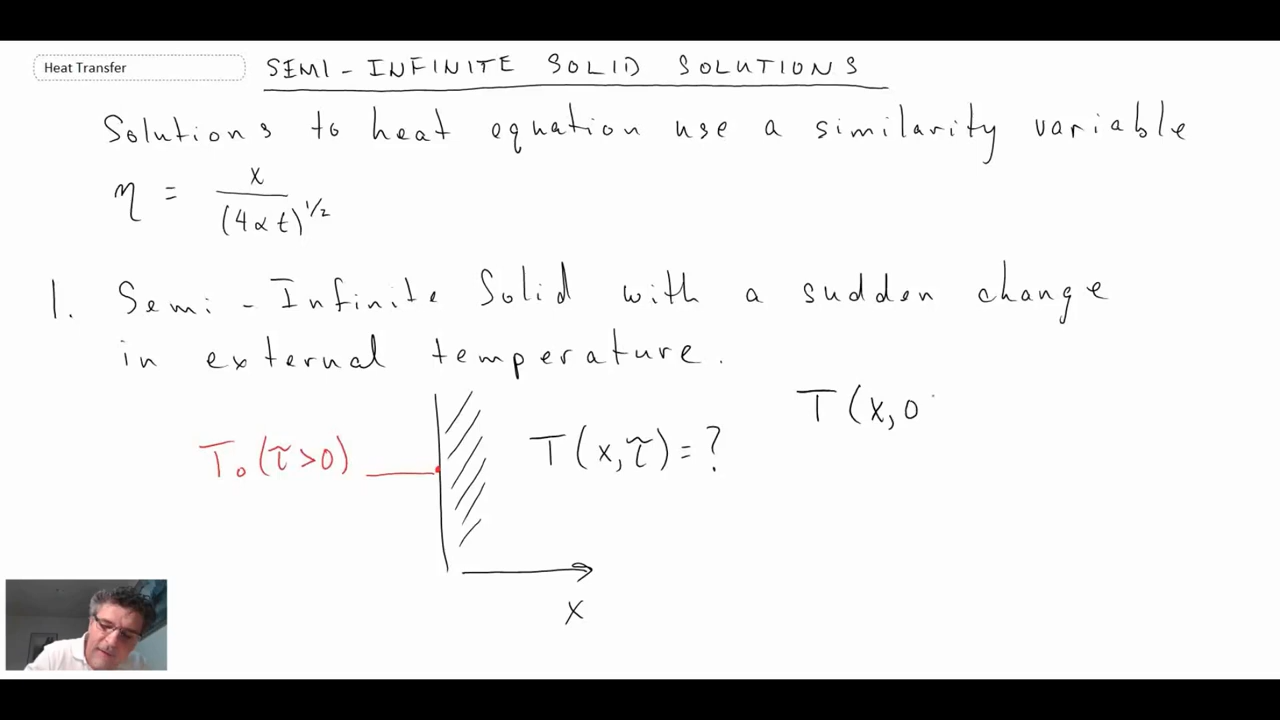 Heat Transfer
SEMI-INFINITE SOLID SOLUTIONS
Solutions to heat equation use a similarity variable
η = x / (4αt)^1/2
1. Semi-Infinite Solid with a sudden change
in external temperature.
T(x,0
T₀(τ>0)
T(x,τ)=?
x